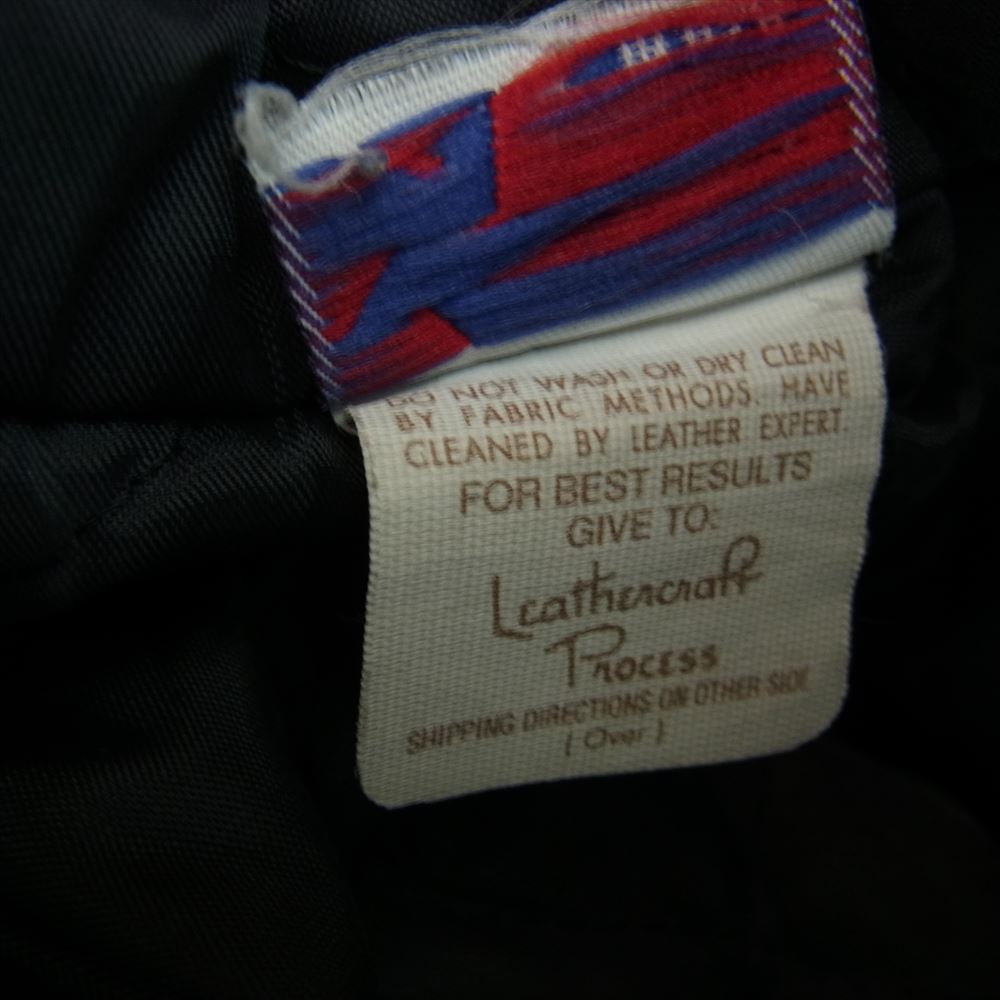 DO NOT WASH OR DRY CLEAN
BY FABRIC METHODS. HAVE
CLEANED BY LEATHER EXPERT.
FOR BEST RESULTS
GIVE TO:
Leathercraft
Process
SHIPPING DIRECTIONS ON OTHER SIDE
( Over )